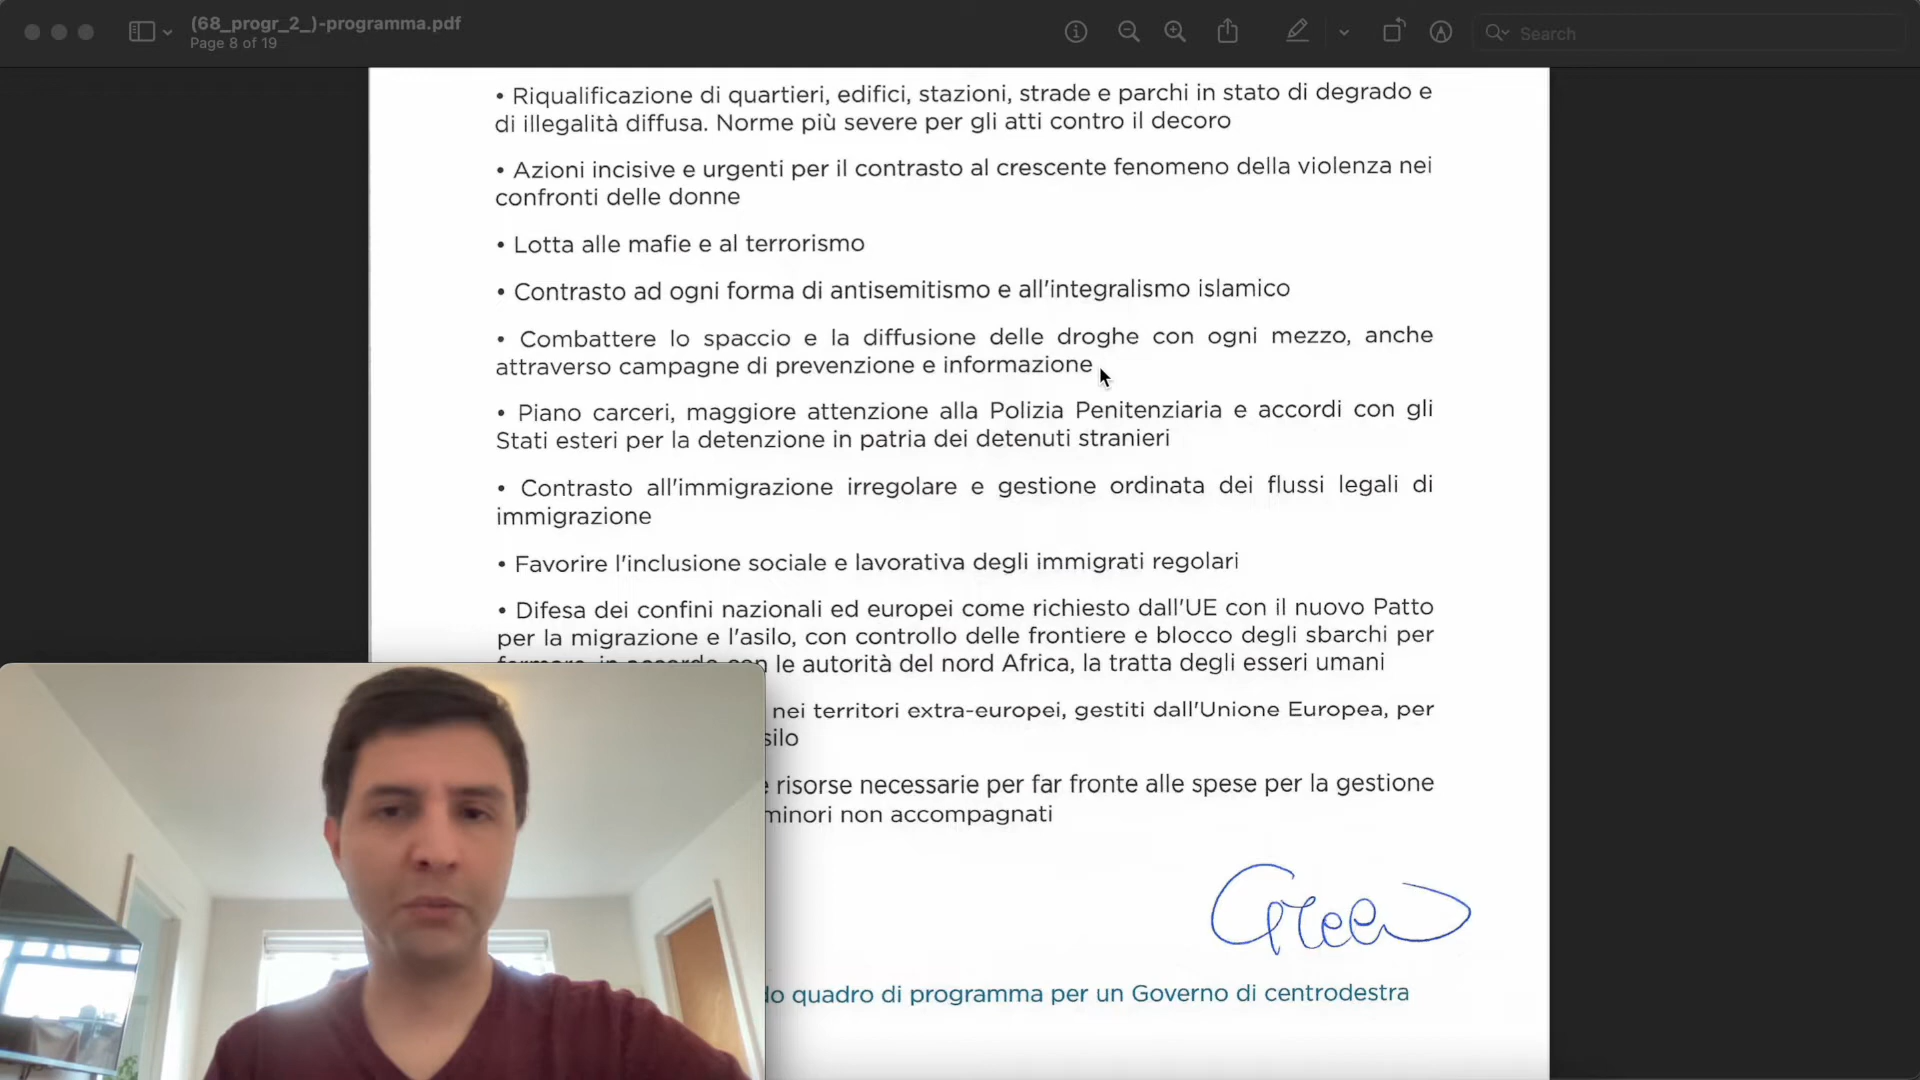 (68_progr_2_)-programma.pdf
Page 8 of 19
Search
• Riqualificazione di quartieri, edifici, stazioni, strade e parchi in stato di degrado e
di illegalità diffusa. Norme più severe per gli atti contro il decoro
• Azioni incisive e urgenti per il contrasto al crescente fenomeno della violenza nei
confronti delle donne
• Lotta alle mafie e al terrorismo
• Contrasto ad ogni forma di antisemitismo e all'integralismo islamico
• Combattere lo spaccio e la diffusione delle droghe con ogni mezzo, anche
attraverso campagne di prevenzione e informazione
• Piano carceri, maggiore attenzione alla Polizia Penitenziaria e accordi con gli
Stati esteri per la detenzione in patria dei detenuti stranieri
• Contrasto all'immigrazione irregolare e gestione ordinata dei flussi legali di
immigrazione
• Favorire l'inclusione sociale e lavorativa degli immigrati regolari
• Difesa dei confini nazionali ed europei come richiesto dall'UE con il nuovo Patto
per la migrazione e l'asilo, con controllo delle frontiere e blocco degli sbarchi per
le autorità del nord Africa, la tratta degli esseri umani
nei territori extra-europei, gestiti dall'Unione Europea, per
silo
risorse necessarie per far fronte alle spese per la gestione
minori non accompagnati
do quadro di programma per un Governo di centrodestra